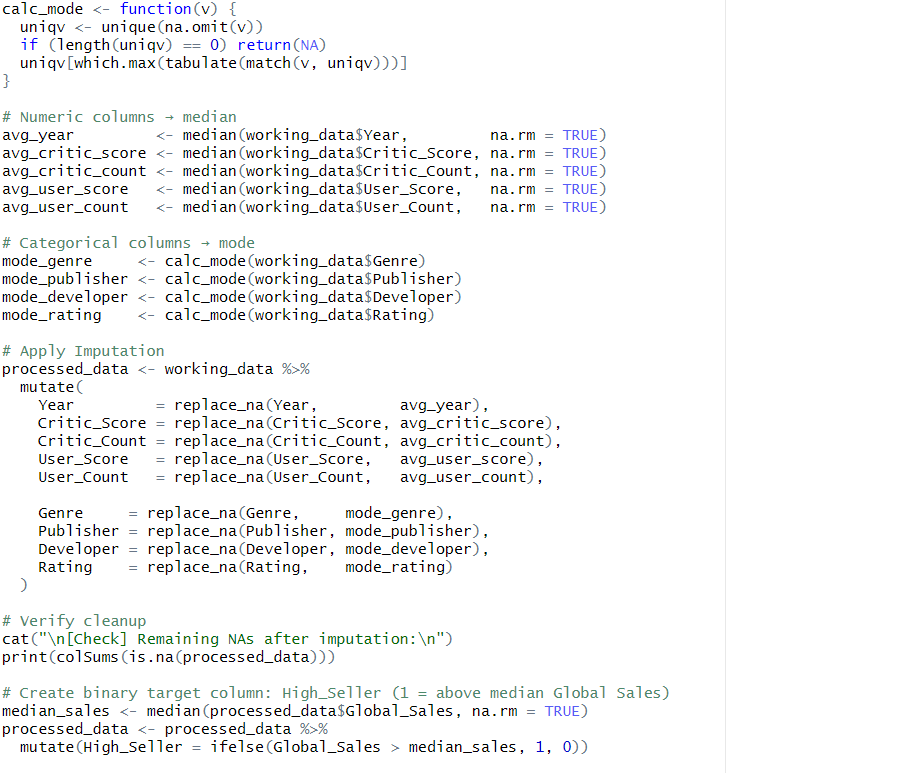 calc_mode <- function(v) {
  uniqv <- unique(na.omit(v))
  if (length(uniqv) == 0) return(NA)
  uniqv[which.max(tabulate(match(v, uniqv)))]
}

# Numeric columns → median
avg_year         <- median(working_data$Year,         na.rm = TRUE)
avg_critic_score <- median(working_data$Critic_Score, na.rm = TRUE)
avg_critic_count <- median(working_data$Critic_Count, na.rm = TRUE)
avg_user_score   <- median(working_data$User_Score,   na.rm = TRUE)
avg_user_count   <- median(working_data$User_Count,   na.rm = TRUE)

# Categorical columns → mode
mode_genre     <- calc_mode(working_data$Genre)
mode_publisher <- calc_mode(working_data$Publisher)
mode_developer <- calc_mode(working_data$Developer)
mode_rating    <- calc_mode(working_data$Rating)

# Apply Imputation
processed_data <- working_data %>%
  mutate(
    Year         = replace_na(Year,         avg_year),
    Critic_Score = replace_na(Critic_Score, avg_critic_score),
    Critic_Count = replace_na(Critic_Count, avg_critic_count),
    User_Score   = replace_na(User_Score,   avg_user_score),
    User_Count   = replace_na(User_Count,   avg_user_count),

    Genre     = replace_na(Genre,     mode_genre),
    Publisher = replace_na(Publisher, mode_publisher),
    Developer = replace_na(Developer, mode_developer),
    Rating    = replace_na(Rating,    mode_rating)
  )

# Verify cleanup
cat("\n[Check] Remaining NAs after imputation:\n")
print(colSums(is.na(processed_data)))

# Create binary target column: High_Seller (1 = above median Global Sales)
median_sales <- median(processed_data$Global_Sales, na.rm = TRUE)
processed_data <- processed_data %>%
  mutate(High_Seller = ifelse(Global_Sales > median_sales, 1, 0))